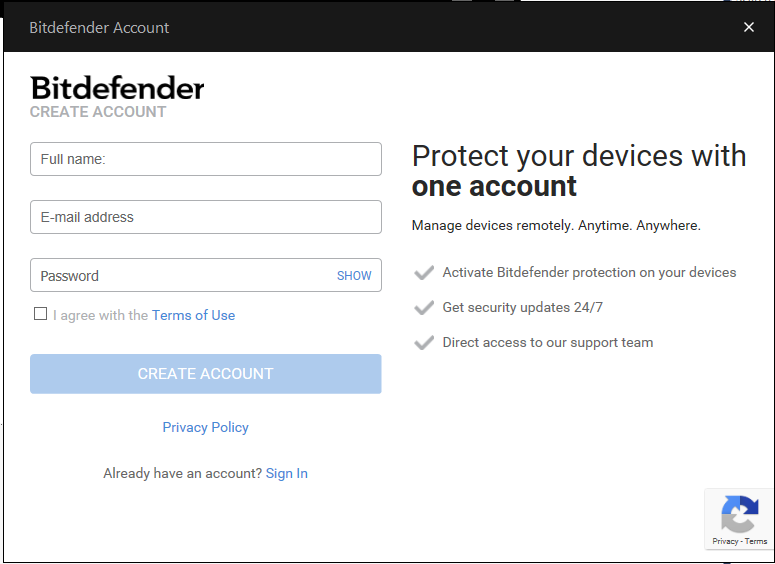 Bitdefender Account
Bitdefender
CREATE ACCOUNT
Full name:
E-mail address
Password
SHOW
I agree with the Terms of Use
CREATE ACCOUNT
Privacy Policy
Already have an account? Sign In
Protect your devices with
one account
Manage devices remotely. Anytime. Anywhere.
Activate Bitdefender protection on your devices
Get security updates 24/7
Direct access to our support team
Privacy - Terms